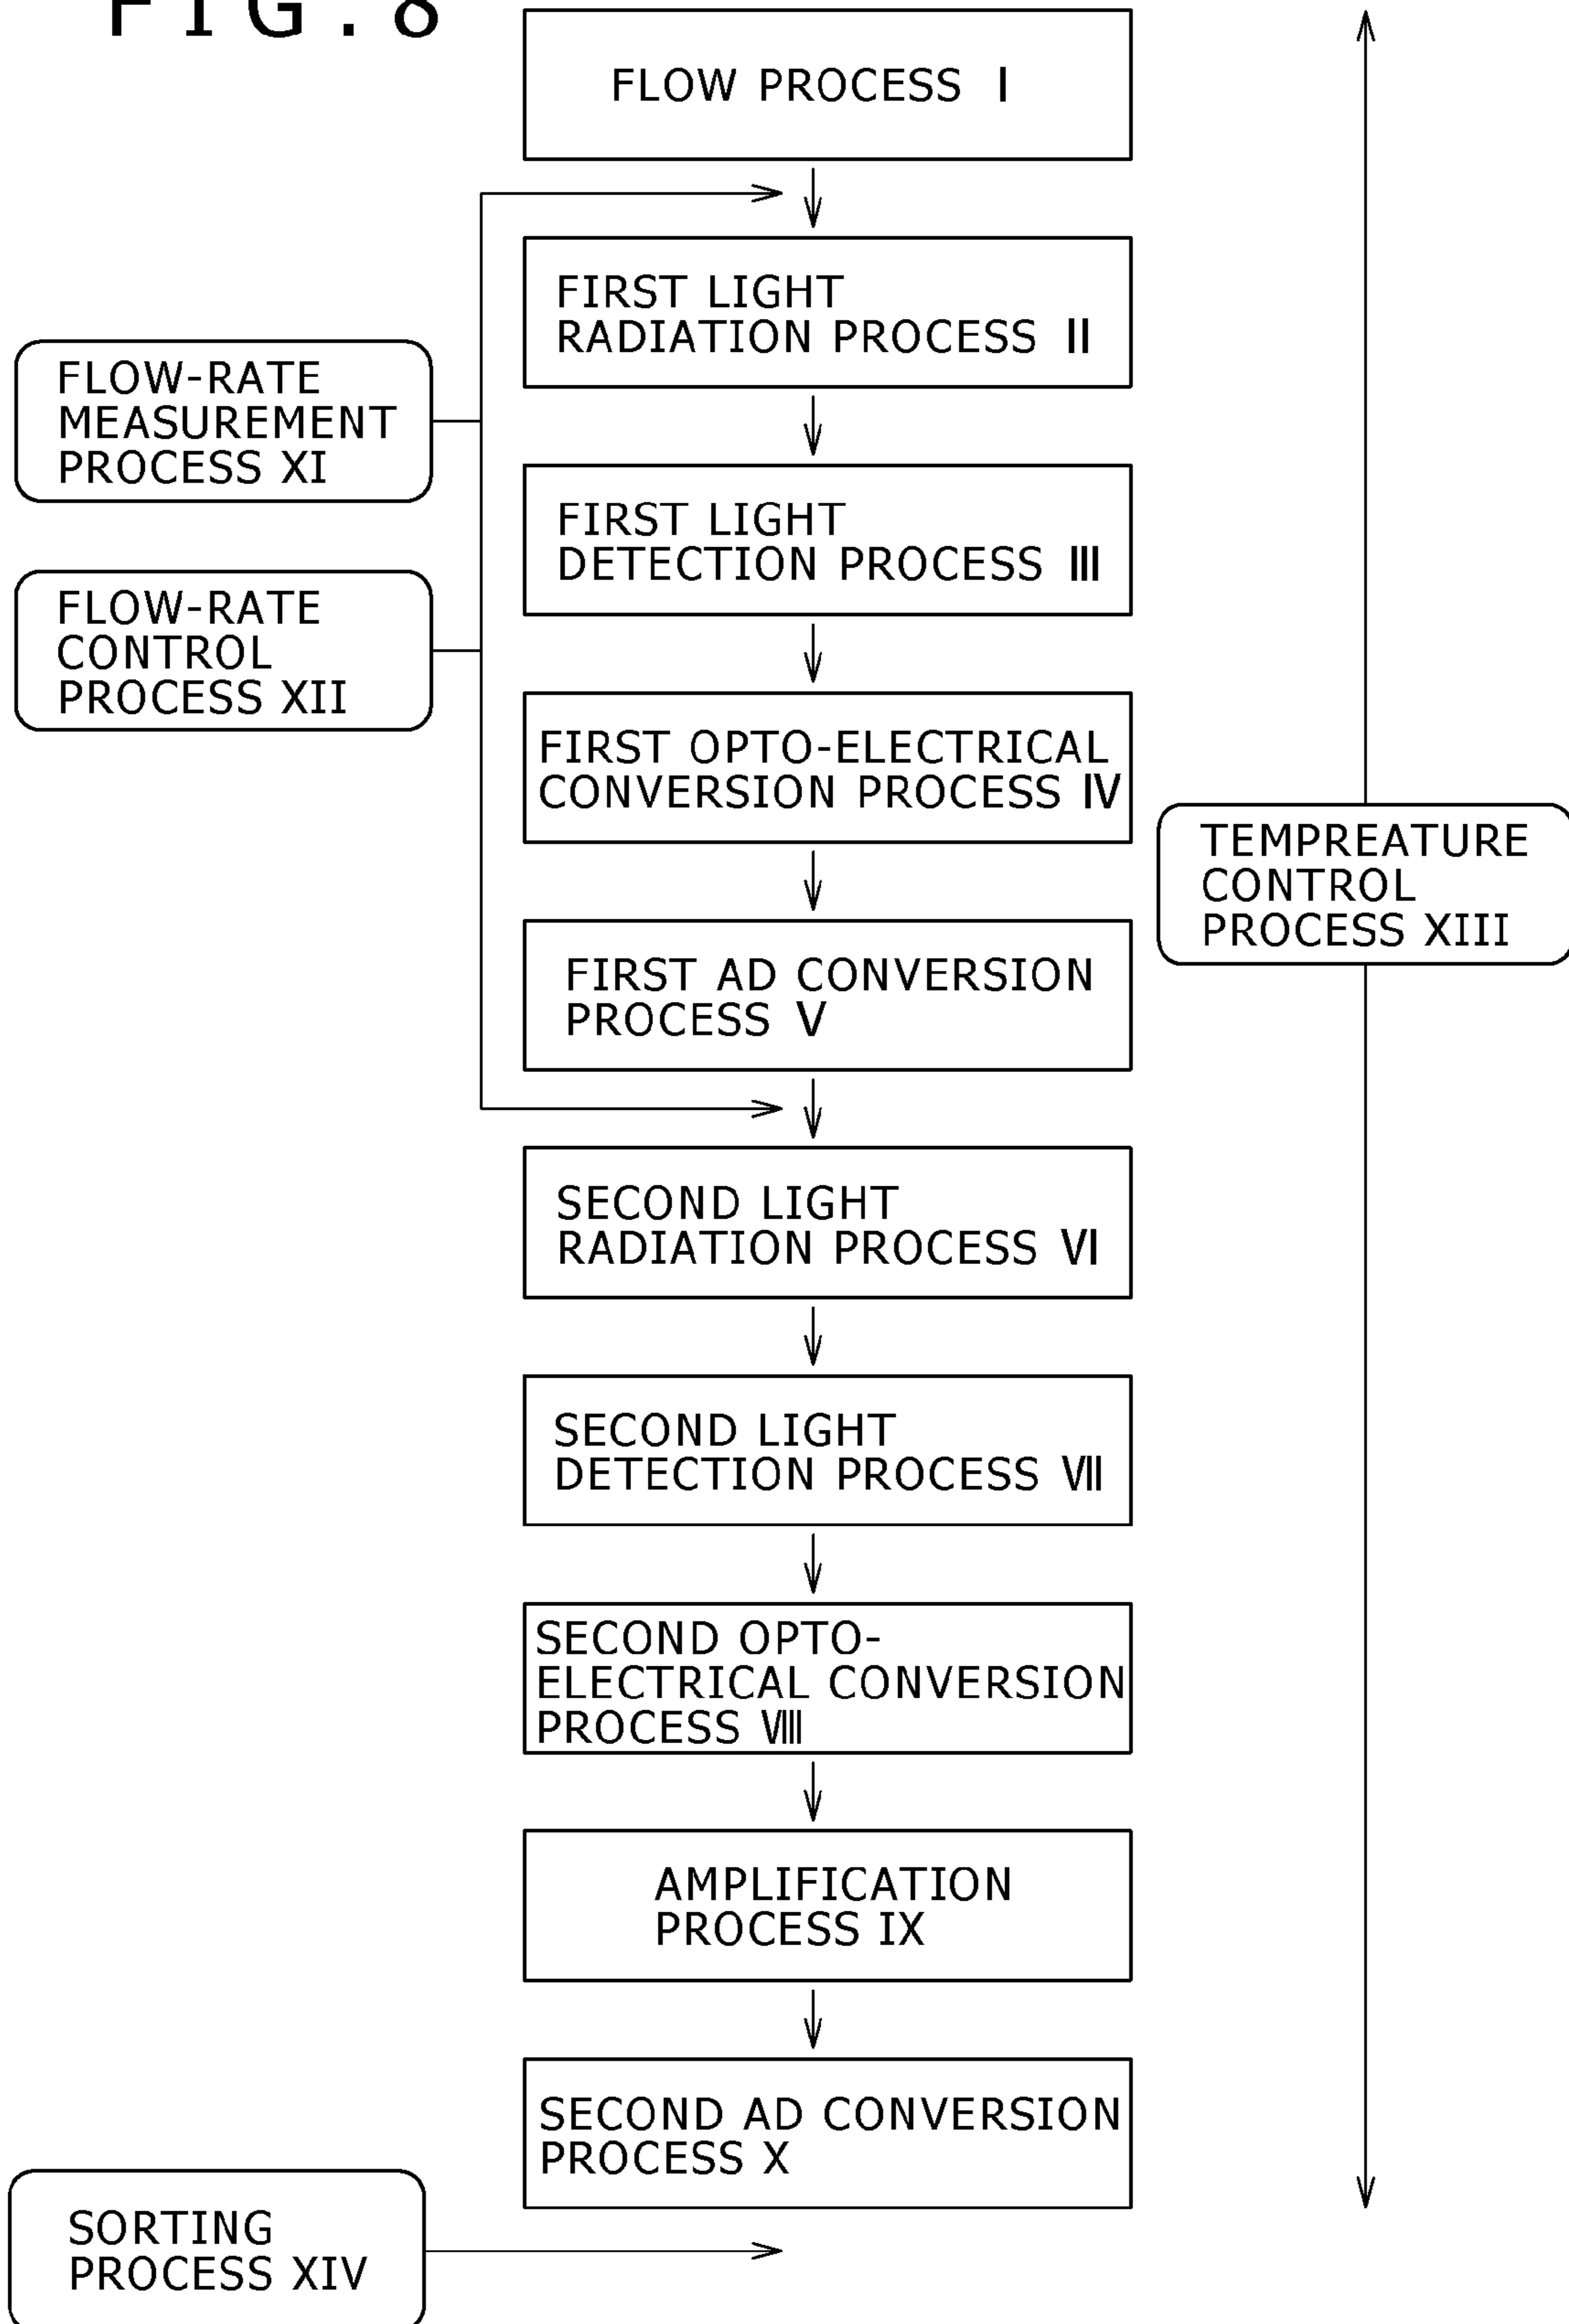 FIG.8
FLOW PROCESS I
FIRST LIGHT
RADIATION PROCESS II
FLOW-RATE
MEASUREMENT
PROCESS XI
FIRST LIGHT
DETECTION PROCESS III
FLOW-RATE
CONTROL
PROCESS XII
FIRST OPTO-ELECTRICAL
CONVERSION PROCESS IV
TEMPREATURE
CONTROL
PROCESS XIII
FIRST AD CONVERSION
PROCESS V
SECOND LIGHT
RADIATION PROCESS VI
SECOND LIGHT
DETECTION PROCESS VII
SECOND OPTO-
ELECTRICAL CONVERSION
PROCESS VIII
AMPLIFICATION
PROCESS IX
SECOND AD CONVERSION
PROCESS X
SORTING
PROCESS XIV